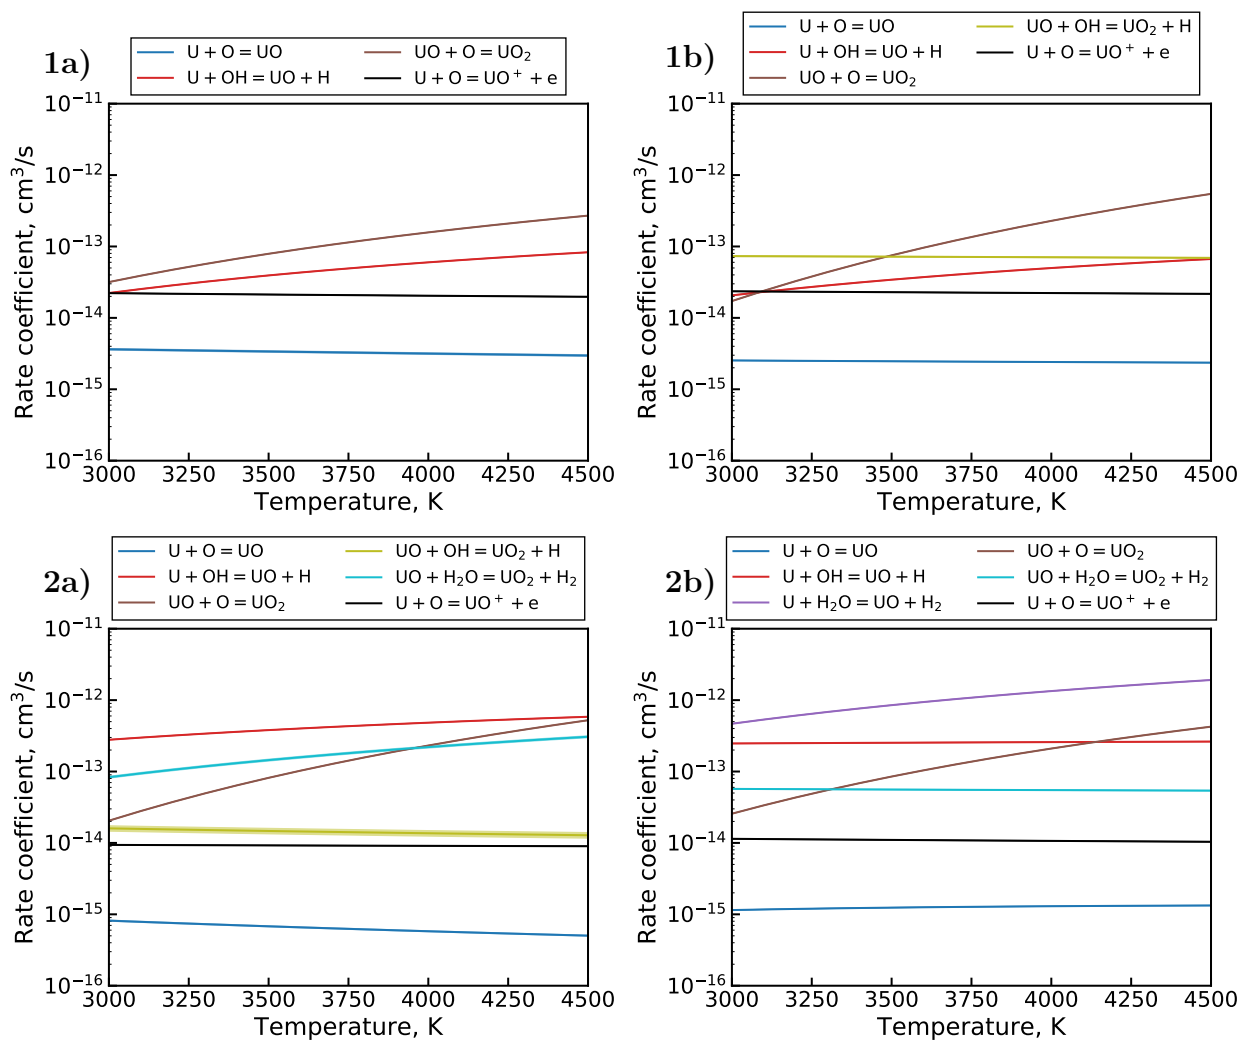 1a)
U + O = UO
U + OH = UO + H
UO + O = UO₂
U + O = UO⁺ + e
Rate coefficient, cm³/s
10⁻¹¹
10⁻¹²
10⁻¹³
10⁻¹⁴
10⁻¹⁵
10⁻¹⁶
3000 3250 3500 3750 4000 4250 4500
Temperature, K
1b)
U + O = UO
U + OH = UO + H
UO + O = UO₂
UO + OH = UO₂ + H
U + O = UO⁺ + e
Rate coefficient, cm³/s
10⁻¹¹
10⁻¹²
10⁻¹³
10⁻¹⁴
10⁻¹⁵
10⁻¹⁶
3000 3250 3500 3750 4000 4250 4500
Temperature, K
2a)
U + O = UO
U + OH = UO + H
UO + O = UO₂
UO + OH = UO₂ + H
UO + H₂O = UO₂ + H₂
U + O = UO⁺ + e
Rate coefficient, cm³/s
10⁻¹¹
10⁻¹²
10⁻¹³
10⁻¹⁴
10⁻¹⁵
10⁻¹⁶
3000 3250 3500 3750 4000 4250 4500
Temperature, K
2b)
U + O = UO
U + OH = UO + H
U + H₂O = UO + H₂
UO + O = UO₂
UO + H₂O = UO₂ + H₂
U + O = UO⁺ + e
Rate coefficient, cm³/s
10⁻¹¹
10⁻¹²
10⁻¹³
10⁻¹⁴
10⁻¹⁵
10⁻¹⁶
3000 3250 3500 3750 4000 4250 4500
Temperature, K